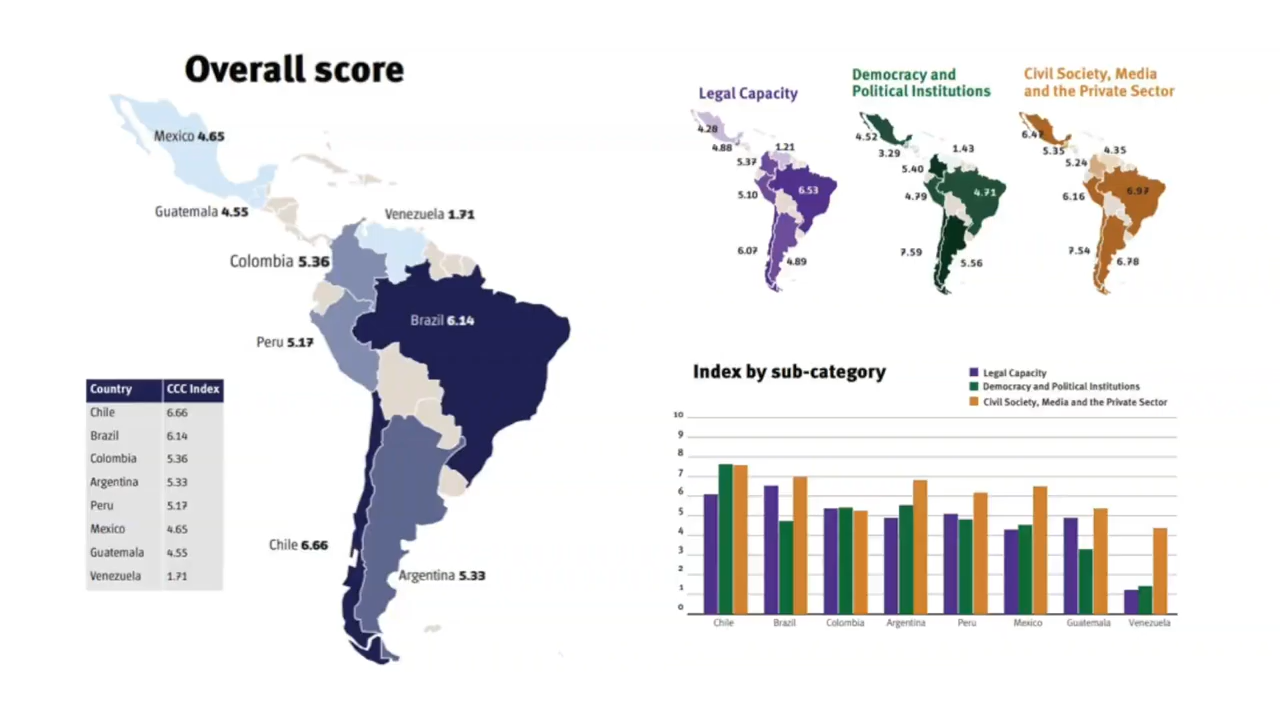 Overall score
Mexico 4.65
Guatemala 4.55
Venezuela 1.71
Colombia 5.36
Brazil 6.14
Peru 5.17
Chile 6.66
Argentina 5.33
Country CCC Index
Chile 6.66
Brazil 6.14
Colombia 5.36
Argentina 5.33
Peru 5.17
Mexico 4.65
Guatemala 4.55
Venezuela 1.71
Legal Capacity
4.28
4.88
1.21
5.37
5.10
6.53
6.07
4.89
Democracy and
Political Institutions
4.52
3.29
1.43
5.40
4.79
4.71
7.59
5.56
Civil Society, Media
and the Private Sector
6.47
5.35
4.35
5.24
6.16
6.97
7.54
6.78
Index by sub-category
Legal Capacity
Democracy and Political Institutions
Civil Society, Media and the Private Sector
10
9
8
7
6
5
4
3
2
1
0
Chile Brazil Colombia Argentina Peru Mexico Guatemala Venezuela